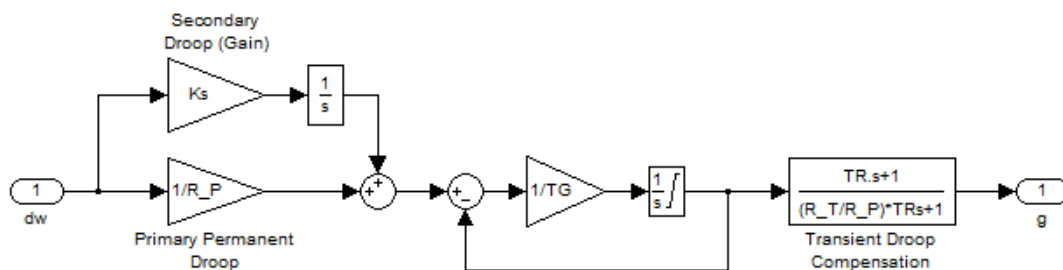 Secondary
Droop (Gain)
Ks
1
s
1
dw
1/R_P
Primary Permanent
Droop
+
+
+
−
1/TG
1
s
TR.s+1
(R_T/R_P)*TRs+1
Transient Droop
Compensation
1
g